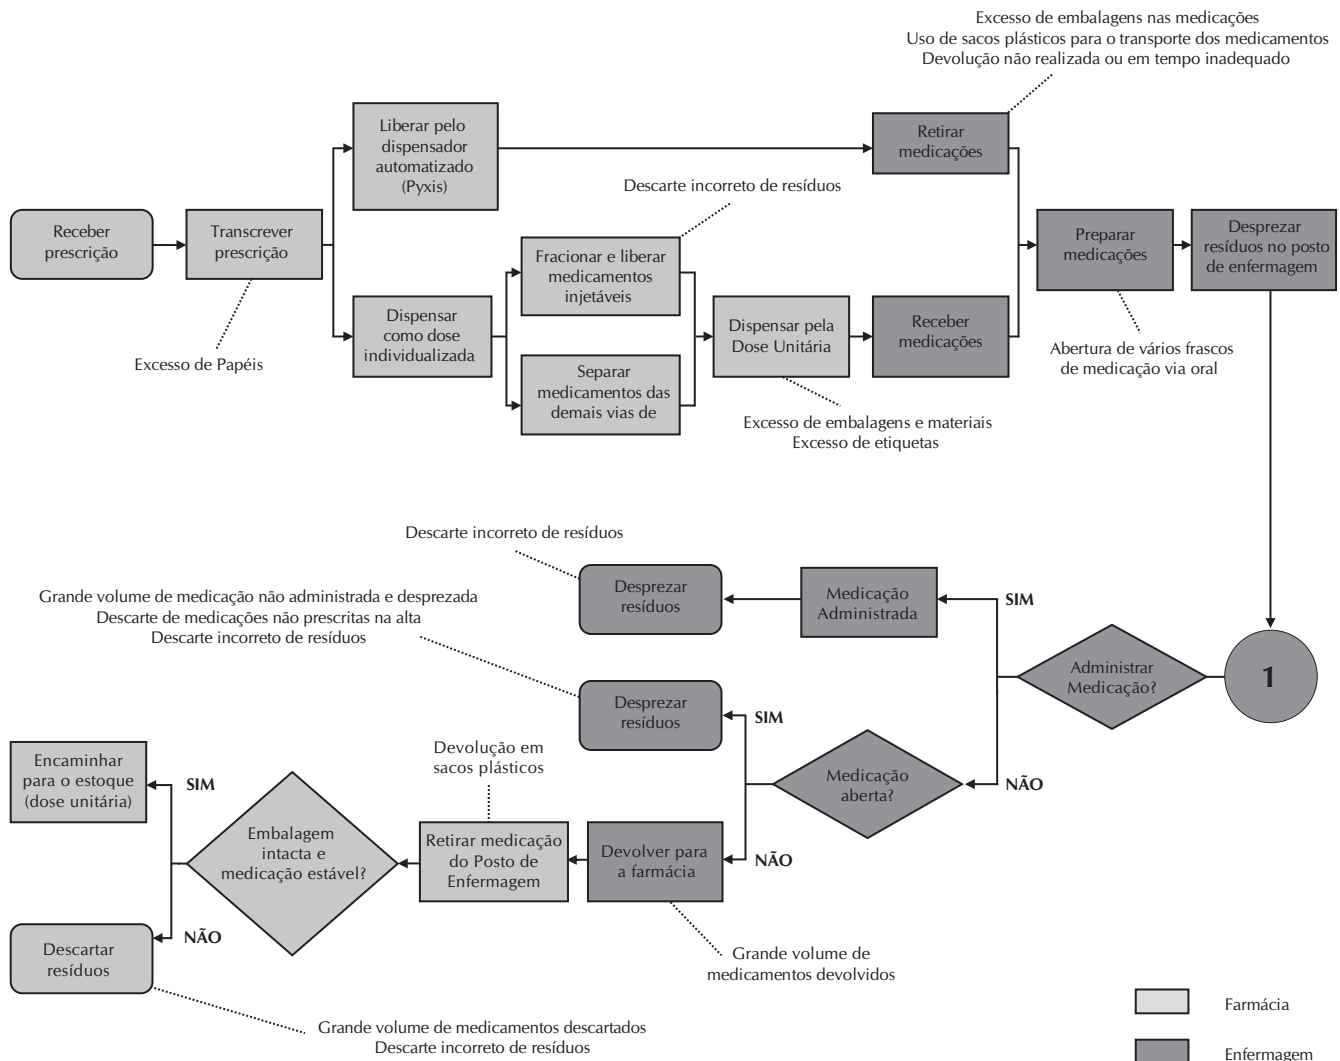 Excesso de embalagens nas medicações
Uso de sacos plásticos para o transporte dos medicamentos
Devolução não realizada ou em tempo inadequado
Liberar pelo
dispensador
automatizado
(Pyxis)
Retirar
medicações
Descarte incorreto de resíduos
Receber
prescrição
Transcrever
prescrição
Fracionar e liberar
medicamentos
injetáveis
Preparar
medicações
Desprezar
resíduos no posto
de enfermagem
Dispensar
como dose
individualizada
Dispensar pela
Dose Unitária
Receber
medicações
Excesso de Papéis
Separar
medicamentos das
demais vias de
Abertura de vários frascos
de medicação via oral
Excesso de embalagens e materiais
Excesso de etiquetas
Descarte incorreto de resíduos
Desprezar
resíduos
Medicação
Administrada
SIM
Grande volume de medicação não administrada e desprezada
Descarte de medicações não prescritas na alta
Descarte incorreto de resíduos
Administrar
Medicação?
1
Desprezar
resíduos
SIM
Devolução em
sacos plásticos
Medicação
aberta?
NÃO
Encaminhar
para o estoque
(dose unitária)
SIM
Embalagem
intacta e
medicação estável?
Retirar medicação
do Posto de
Enfermagem
Devolver para
a farmácia
NÃO
NÃO
Descartar
resíduos
Grande volume de
medicamentos devolvidos
Grande volume de medicamentos descartados
Descarte incorreto de resíduos
Farmácia
Enfermagem